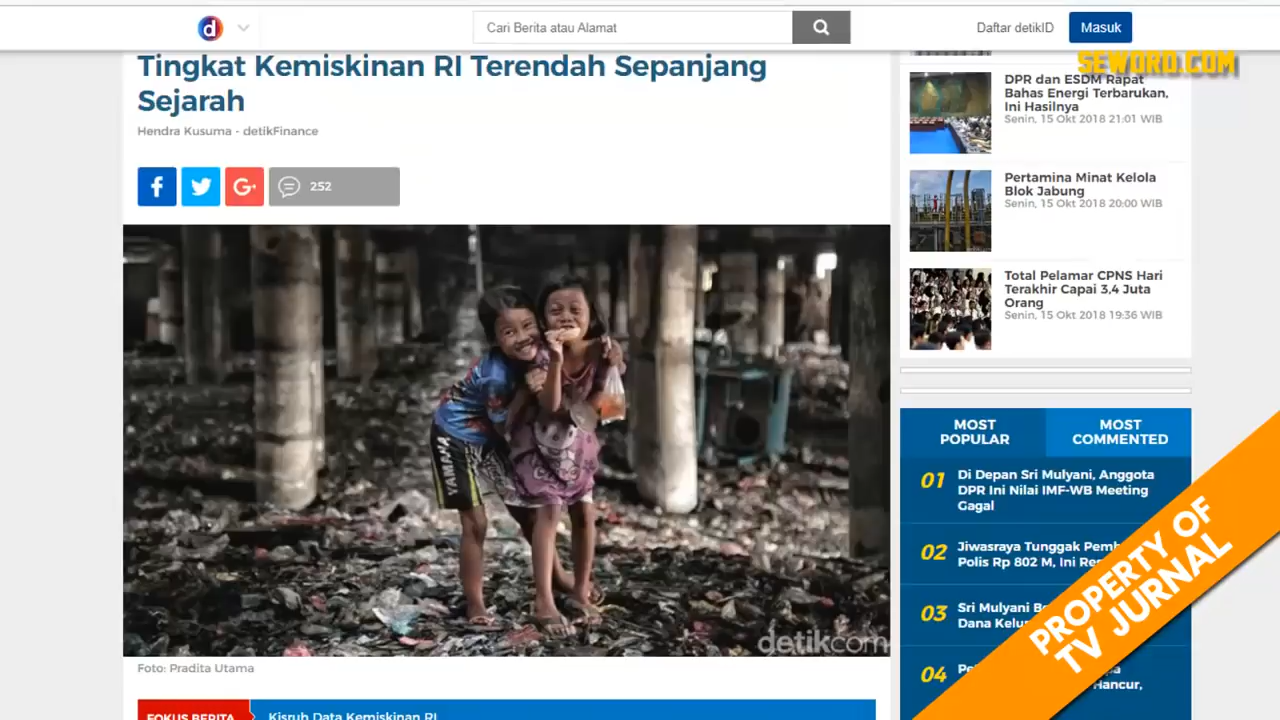 d
Cari Berita atau Alamat
Daftar detikID
Masuk
SEWORD.COM
Tingkat Kemiskinan RI Terendah Sepanjang
Sejarah
Hendra Kusuma - detikFinance
f
G+
252
YAMAHA
detikcom
Foto: Pradita Utama
FOKUS BERITA
Kisruh Data Kemiskinan RI
DPR dan ESDM Rapat
Bahas Energi Terbarukan,
Ini Hasilnya
Senin, 15 Okt 2018 21:01 WIB
Pertamina Minat Kelola
Blok Jabung
Senin, 15 Okt 2018 20:00 WIB
Total Pelamar CPNS Hari
Terakhir Capai 3,4 Juta
Orang
Senin, 15 Okt 2018 19:36 WIB
MOST
POPULAR
MOST
COMMENTED
01
Di Depan Sri Mulyani, Anggota
DPR Ini Nilai IMF-WB Meeting
Gagal
02
Jiwasraya Tunggak
Polis Rp 802 M, Ini
03
Sri Mulyani
Dana
04
Hancur,
PROPERTY OF
TV JURNAL